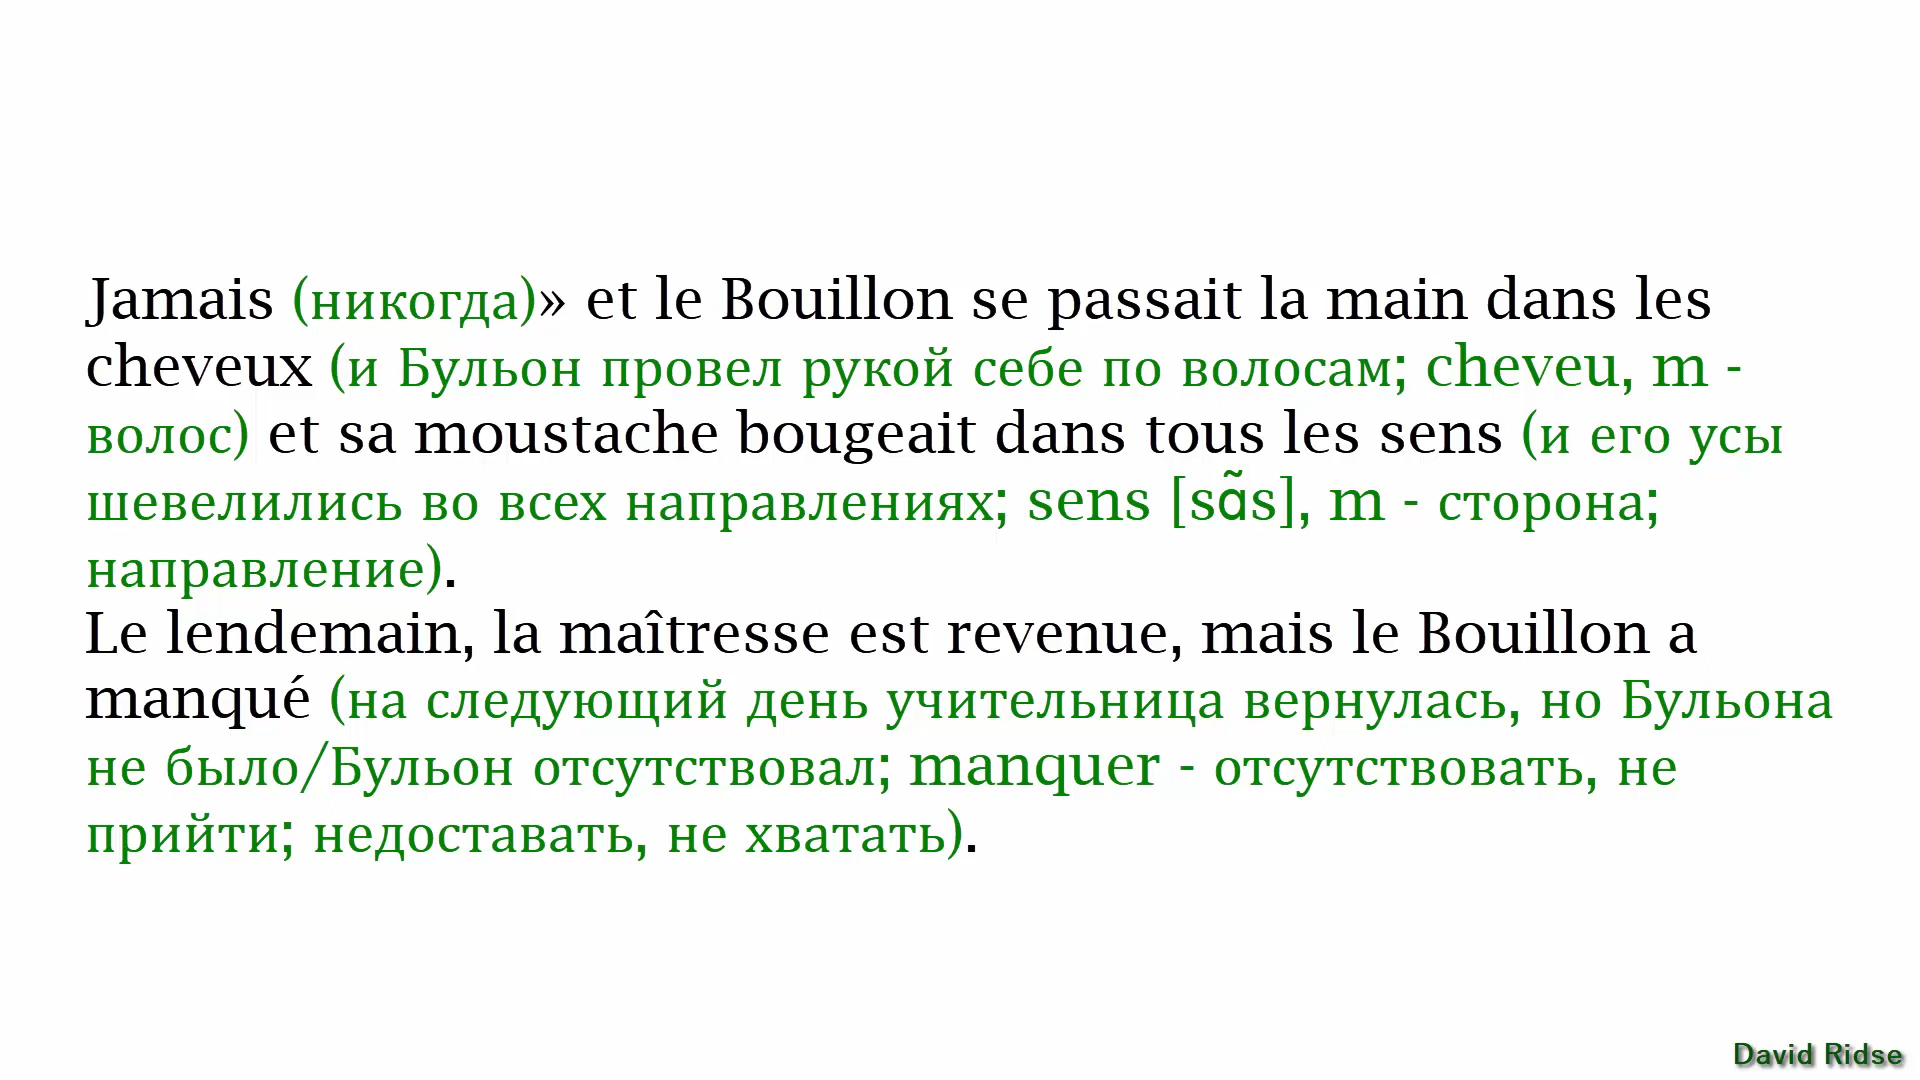 Jamais (никогда)» et le Bouillon se passait la main dans les
cheveux (и Бульон провел рукой себе по волосам; cheveu, m -
волос) et sa moustache bougeait dans tous les sens (и его усы
шевелились во всех направлениях; sens [sɑ̃s], m - сторона;
направление).
Le lendemain, la maîtresse est revenue, mais le Bouillon a
manqué (на следующий день учительница вернулась, но Бульона
не было/Бульон отсутствовал; manquer - отсутствовать, не
прийти; недоставать, не хватать).
David Ridse